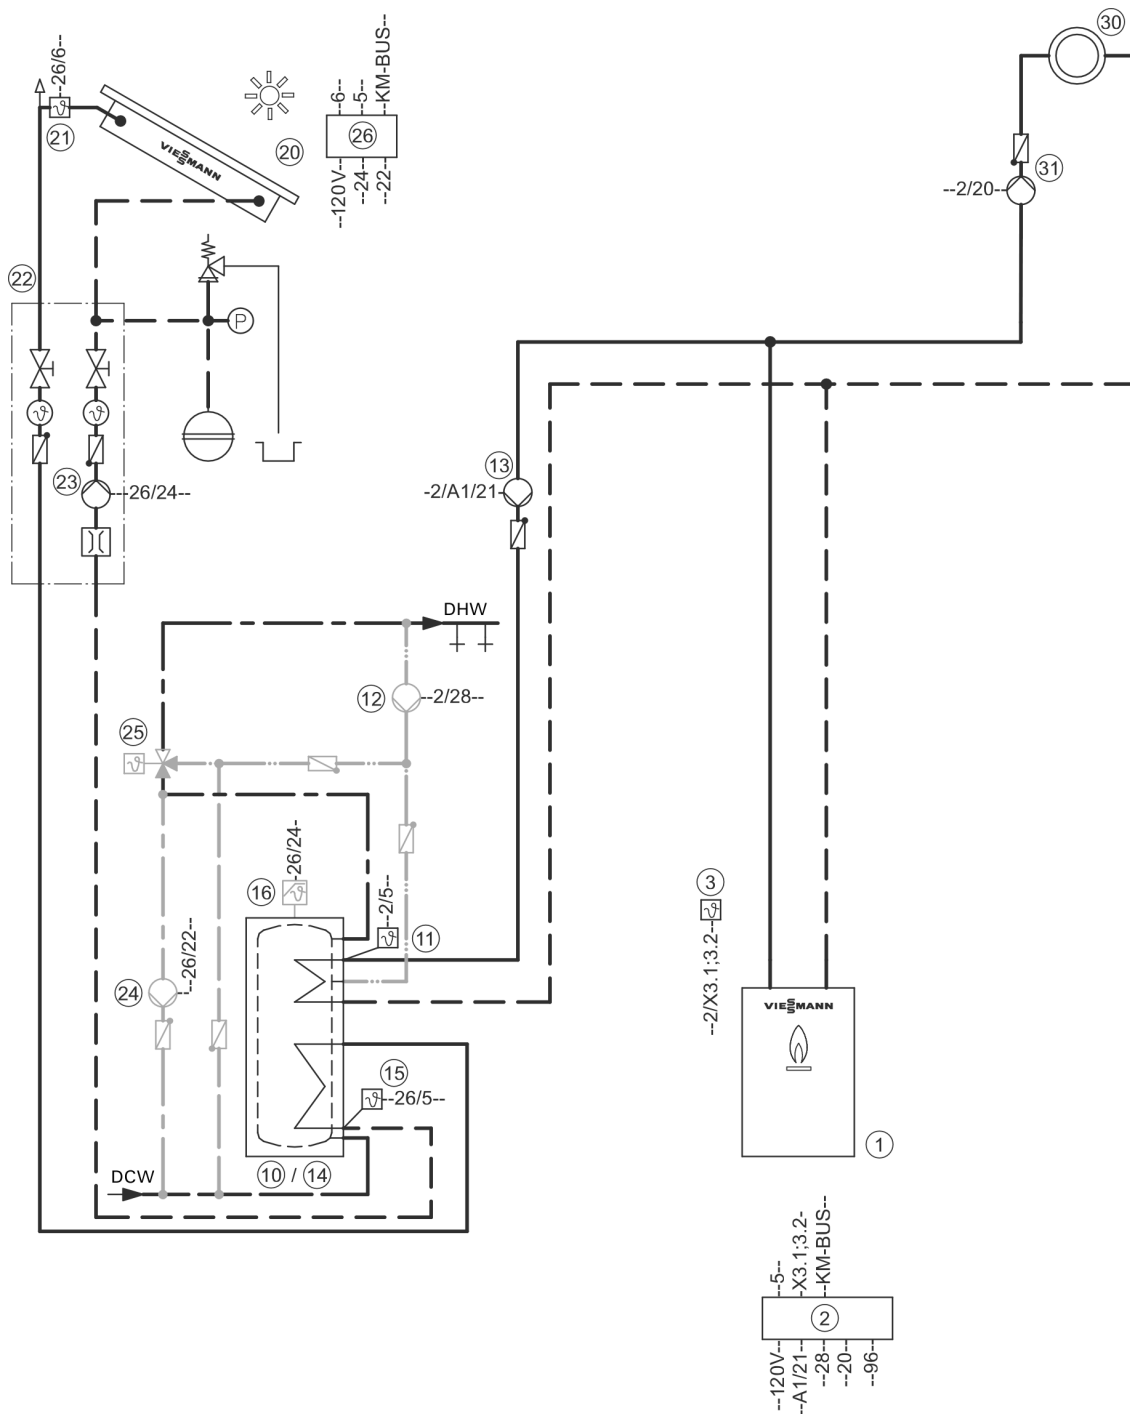 30
--26/6--
21
VIESSMANN
20
--6--
--5--
--KM-BUS--
26
--120V--
--24--
--22--
31
--2/20--
22
P
23
---26/24--
13
-2/A1/21-
DHW
12
--2/28--
25
16
-26/24-
--2/5--
11
3
--2/X3.1;3.2--
24
--26/22--
VIESSMANN
15
--26/5--
1
DCW
10 / 14
--5--
-X3.1;3.2-
--KM-BUS--
2
--120V--
--A1/21--
--28--
--20--
--96--